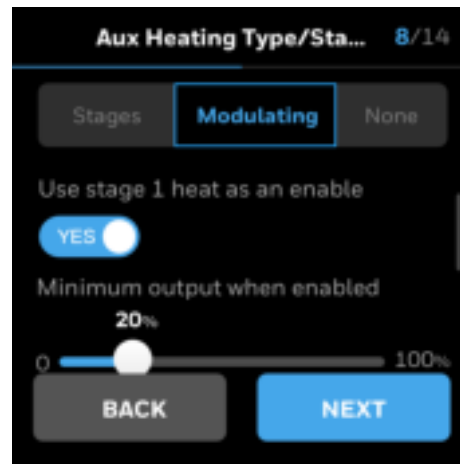 Aux Heating Type/Sta... 8/14
Stages Modulating None
Use stage 1 heat as an enable
YES
Minimum output when enabled
20%
0 100%
BACK NEXT